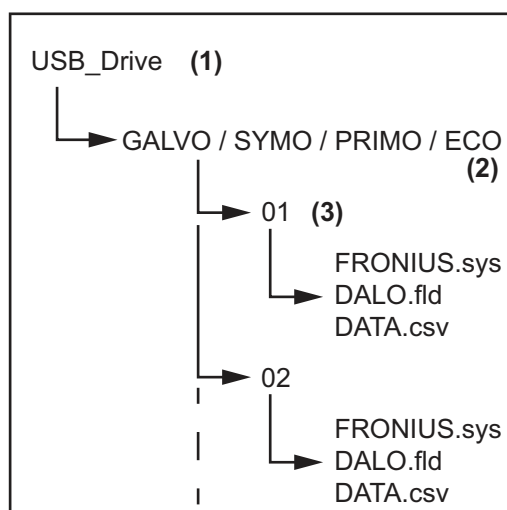 USB_Drive (1)
GALVO / SYMO / PRIMO / ECO
(2)
01 (3)
FRONIUS.sys
DALO.fld
DATA.csv
02
FRONIUS.sys
DALO.fld
DATA.csv